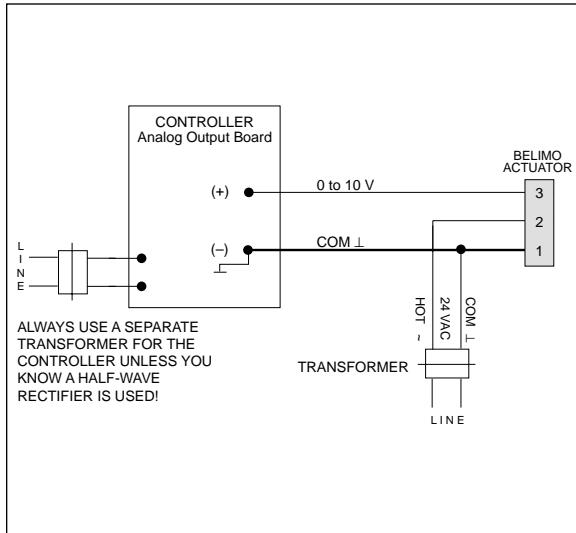 CONTROLLER
Analog Output Board
BELIMO
ACTUATOR
(+)
0 to 10 V
3
2
(–)
COM ⊥
1
LINE
HOT ~
24 VAC
COM ⊥
ALWAYS USE A SEPARATE
TRANSFORMER FOR THE
CONTROLLER UNLESS YOU
KNOW A HALF-WAVE
RECTIFIER IS USED!
TRANSFORMER
LINE